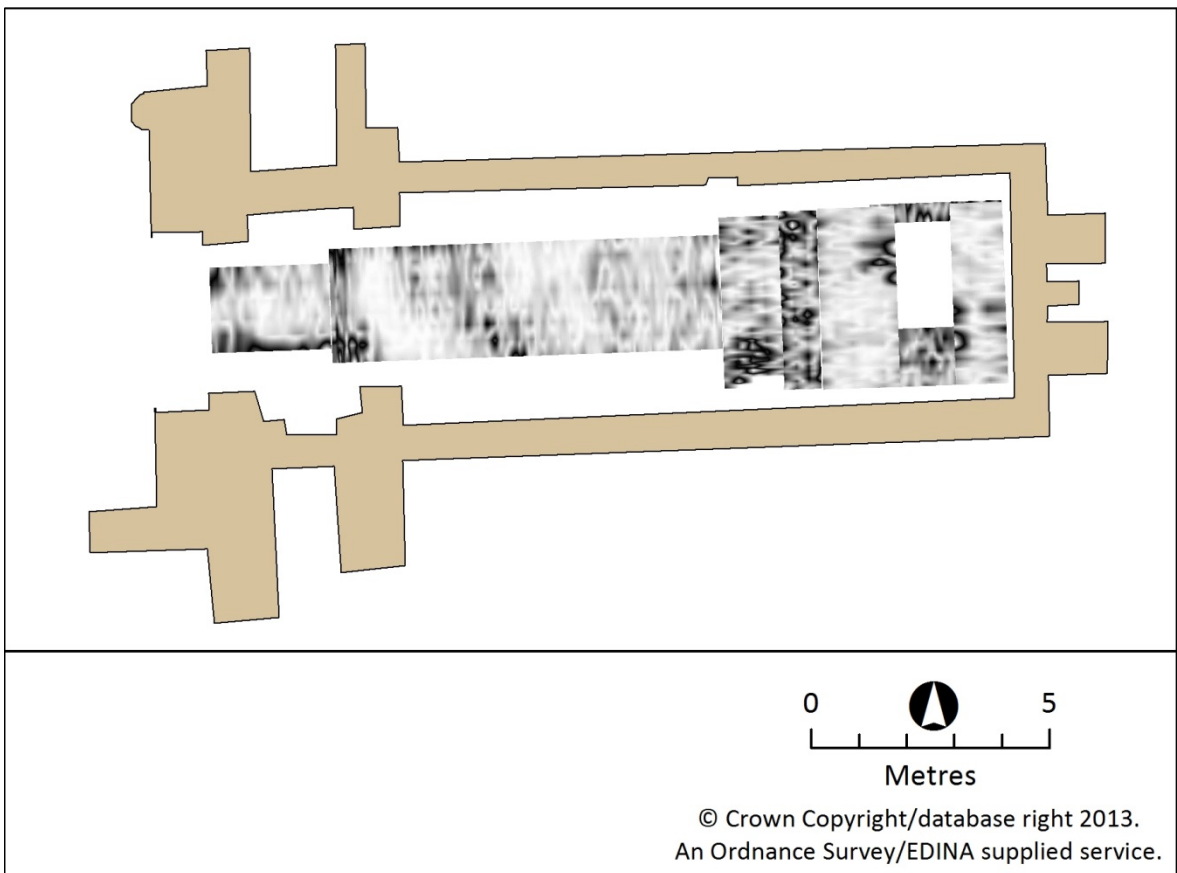 0 5
Metres
© Crown Copyright/database right 2013.
An Ordnance Survey/EDINA supplied service.